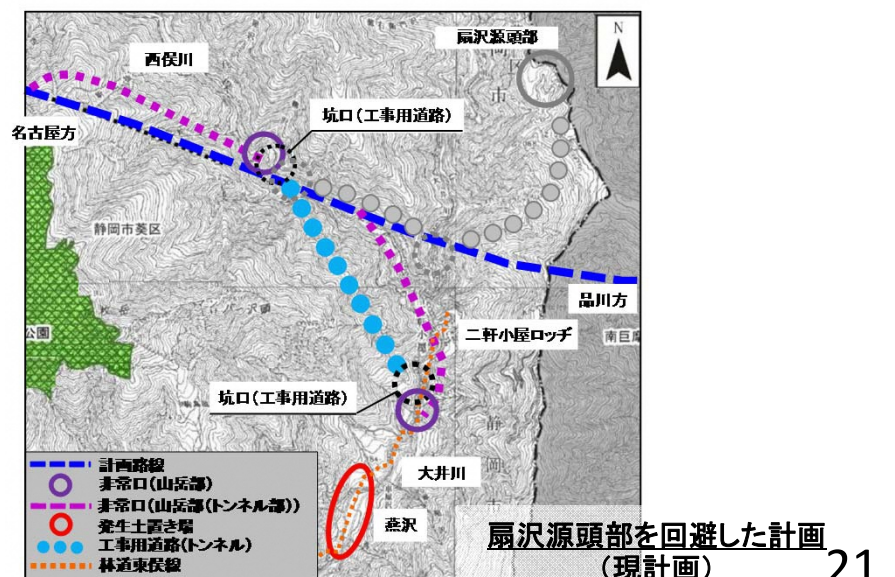 扇沢源頭部
N
西俣川
坑口(工事用道路)
名古屋方
静岡市葵区
品川方
公園
二軒小屋ロッヂ
南巨摩
坑口(工事用道路)
大井川
燕沢
計画路線
非常口(山岳部)
非常口(山岳部(トンネル部))
発生土置き場
工事用道路(トンネル)
林道東俣線
扇沢源頭部を回避した計画
(現計画)
21